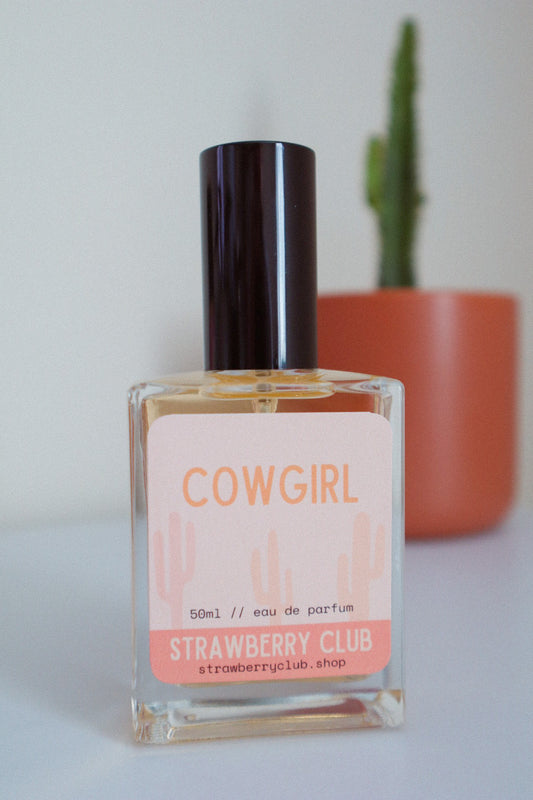 COWGIRL
50ml // eau de parfum
STRAWBERRY CLUB
strawberryclub.shop